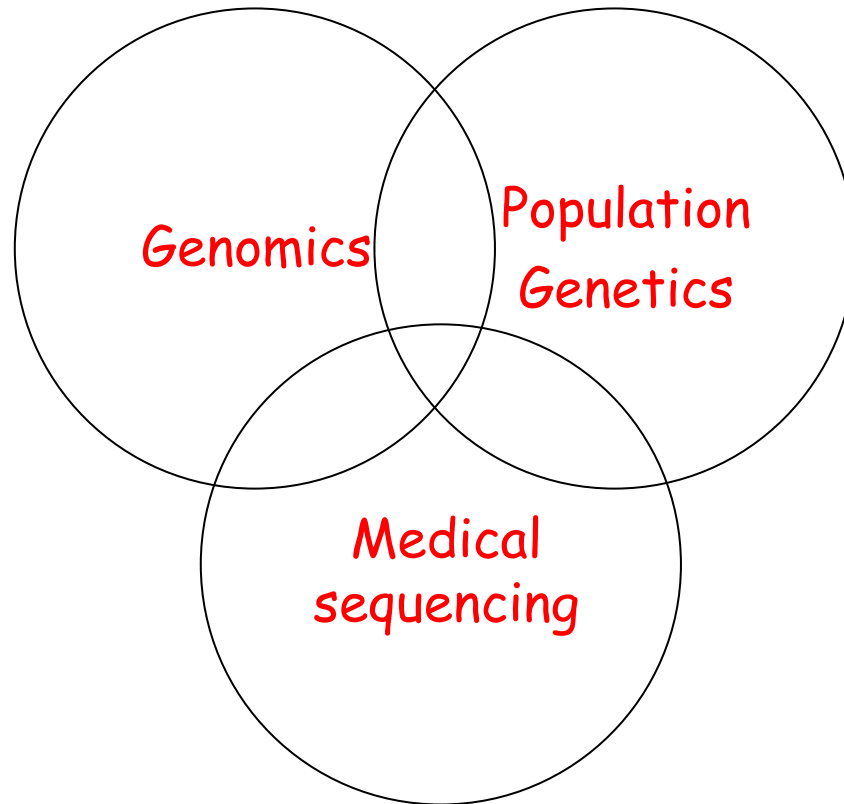 Genomics
Population
Genetics
Medical
sequencing